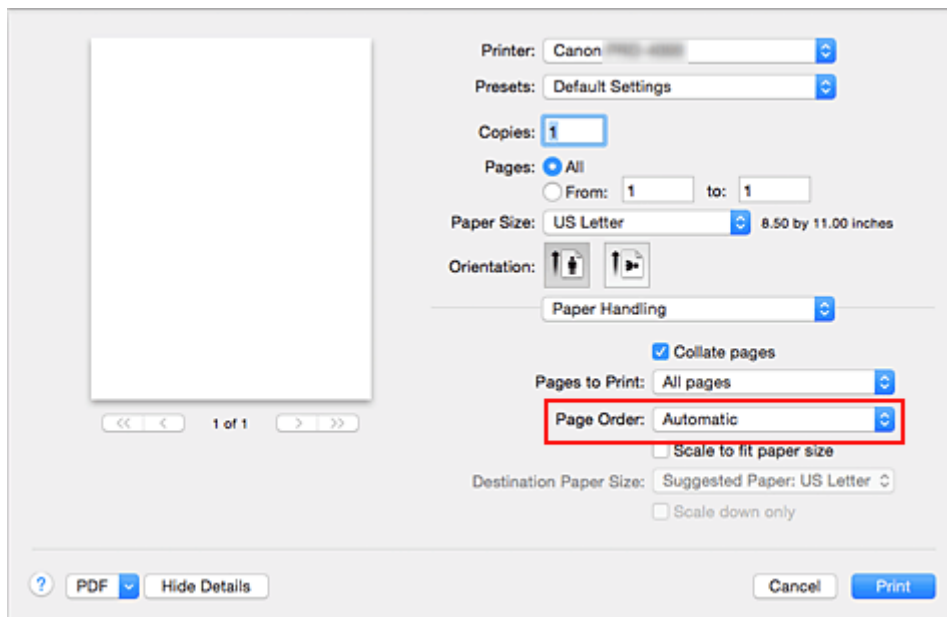 Printer: Canon
Presets: Default Settings
Copies: 1
Pages: All
From: 1 to: 1
Paper Size: US Letter 8.50 by 11.00 inches
Orientation:
Paper Handling
Collate pages
Pages to Print: All pages
Page Order: Automatic
Scale to fit paper size
Destination Paper Size: Suggested Paper: US Letter
Scale down only
1 of 1
? PDF Hide Details Cancel Print